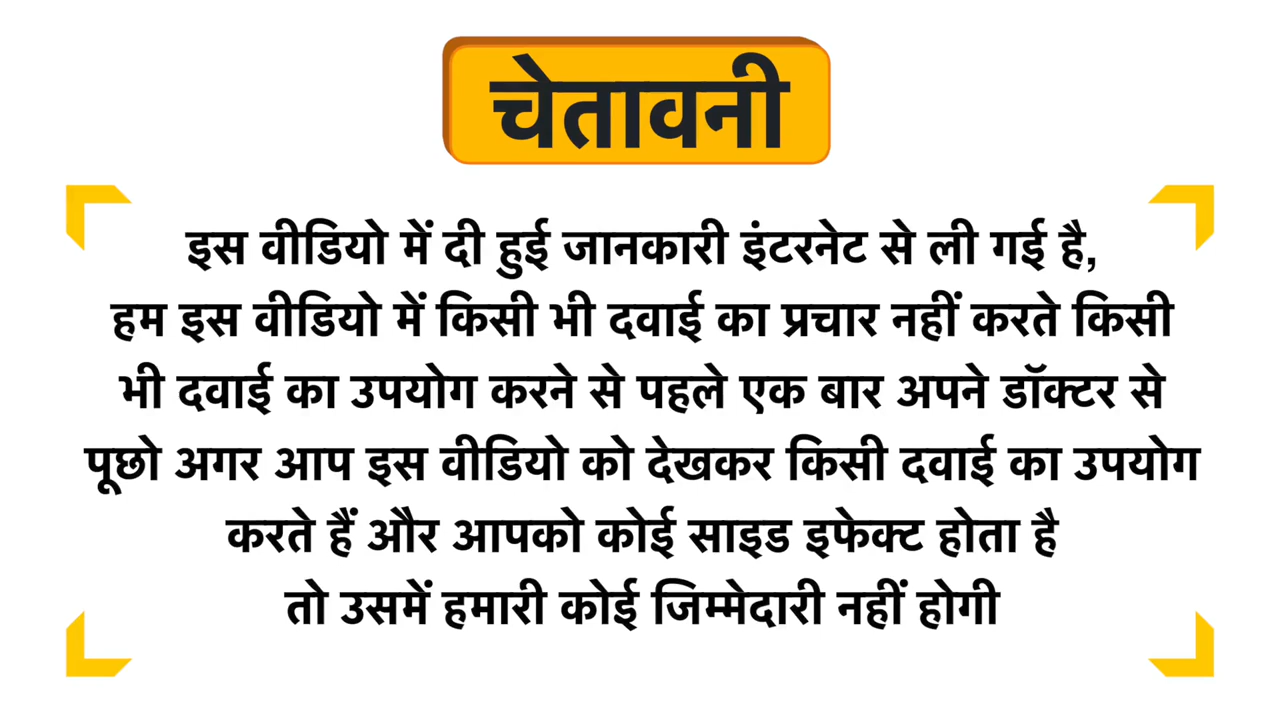 चेतावनी
इस वीडियो में दी हुई जानकारी इंटरनेट से ली गई है,
हम इस वीडियो में किसी भी दवाई का प्रचार नहीं करते किसी
भी दवाई का उपयोग करने से पहले एक बार अपने डॉक्टर से
पूछो अगर आप इस वीडियो को देखकर किसी दवाई का उपयोग
करते हैं और आपको कोई साइड इफेक्ट होता है
तो उसमें हमारी कोई जिम्मेदारी नहीं होगी